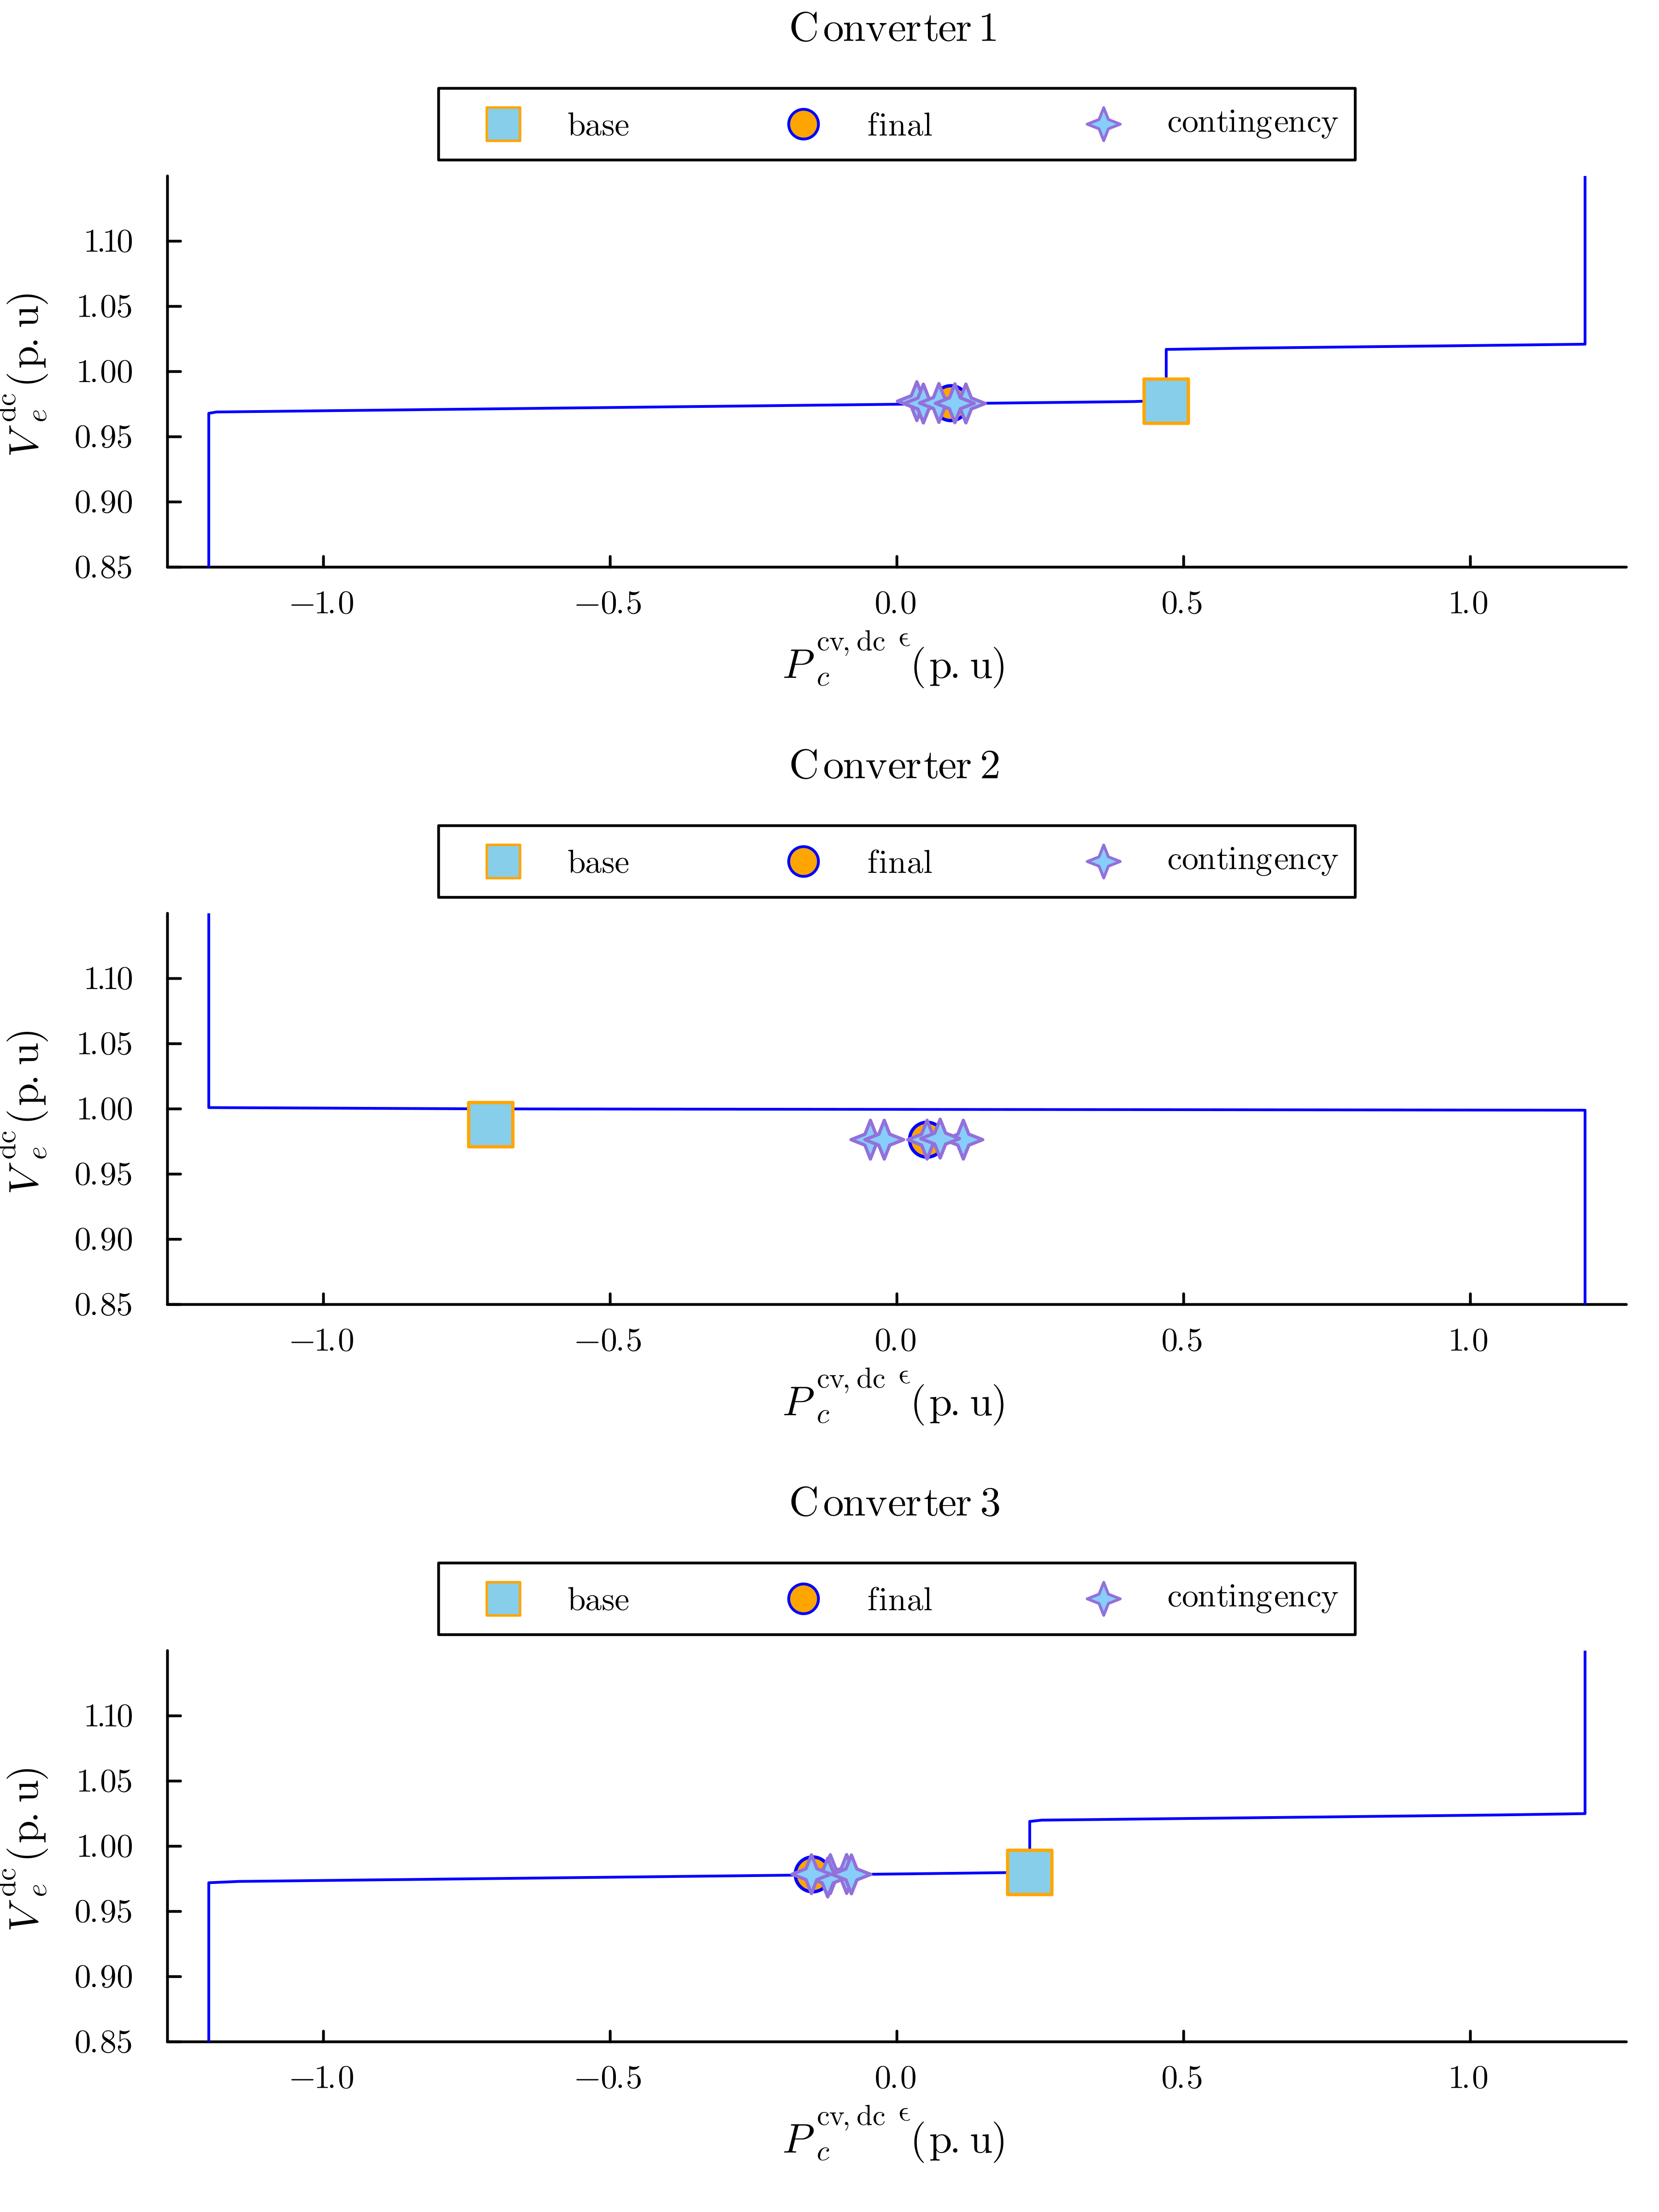 Converter 1
base final contingency
1.10
1.05
1.00
0.95
0.90
0.85
V_e^dc (p. u)
−1.0 −0.5 0.0 0.5 1.0
P_c^cv, dc ϵ (p. u)
Converter 2
base final contingency
1.10
1.05
1.00
0.95
0.90
0.85
V_e^dc (p. u)
−1.0 −0.5 0.0 0.5 1.0
P_c^cv, dc ϵ (p. u)
Converter 3
base final contingency
1.10
1.05
1.00
0.95
0.90
0.85
V_e^dc (p. u)
−1.0 −0.5 0.0 0.5 1.0
P_c^cv, dc ϵ (p. u)